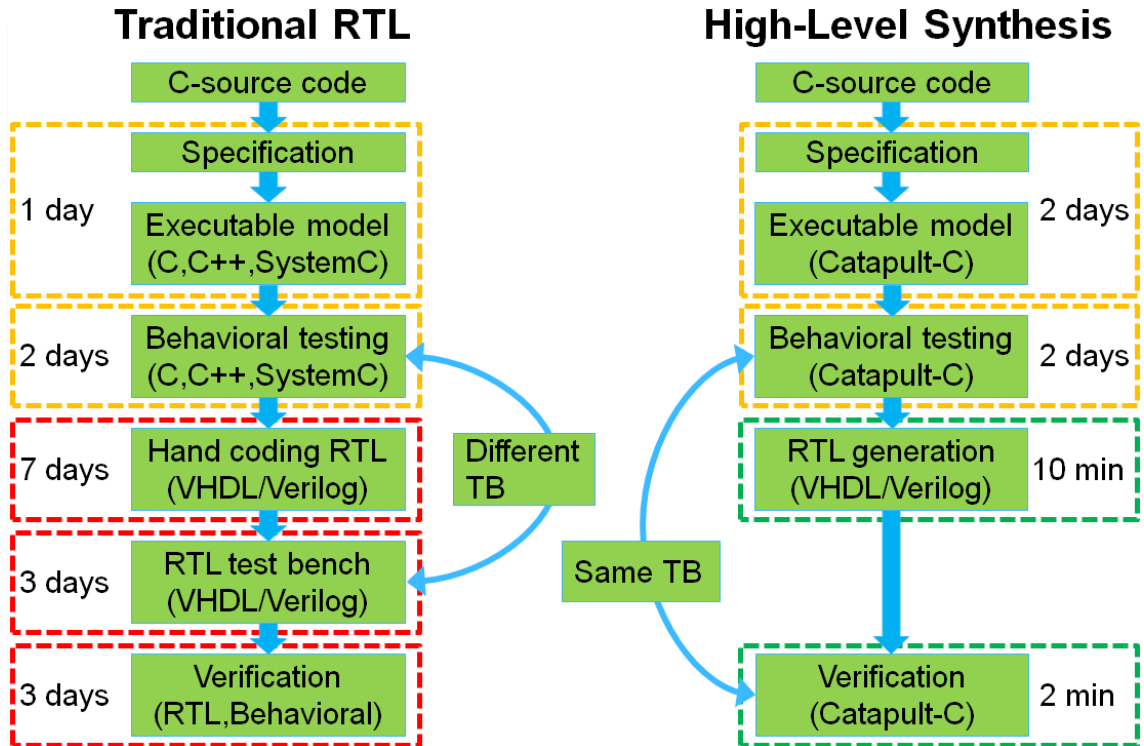 Traditional RTL
C-source code
Specification
1 day
Executable model
(C,C++,SystemC)
2 days
Behavioral testing
(C,C++,SystemC)
7 days
Hand coding RTL
(VHDL/Verilog)
Different
TB
3 days
RTL test bench
(VHDL/Verilog)
3 days
Verification
(RTL,Behavioral)
High-Level Synthesis
C-source code
Specification
Executable model
(Catapult-C)
2 days
Behavioral testing
(Catapult-C)
2 days
RTL generation
(VHDL/Verilog)
10 min
Same TB
Verification
(Catapult-C)
2 min